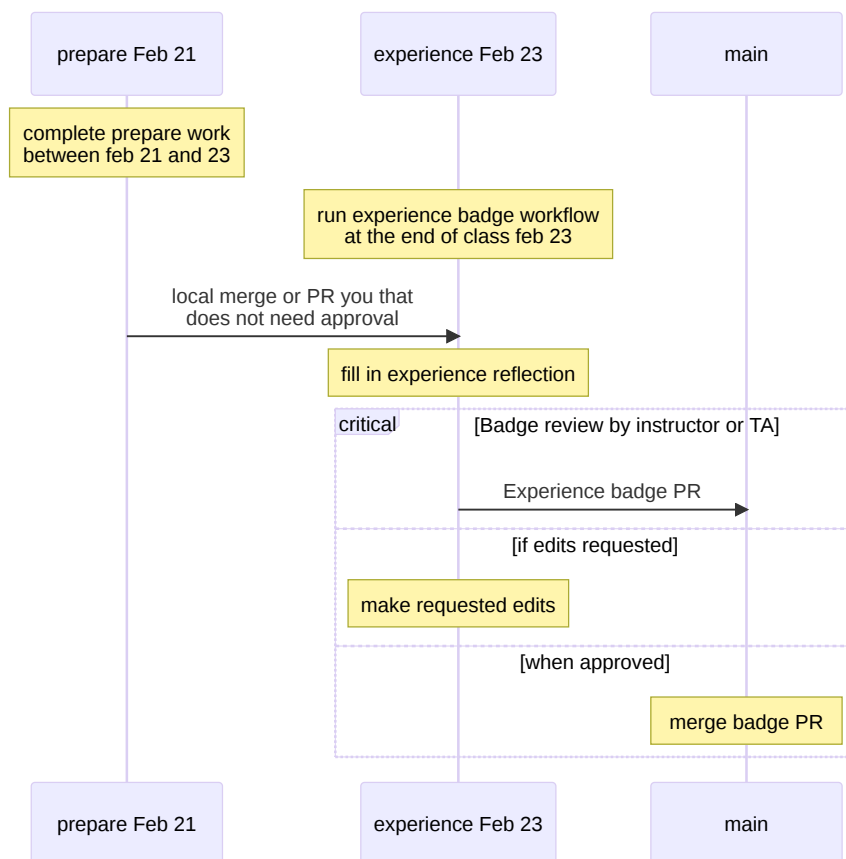 prepare Feb 21
experience Feb 23
main
complete prepare work
between feb 21 and 23
run experience badge workflow
at the end of class feb 23
local merge or PR you that
does not need approval
fill in experience reflection
critical
[Badge review by instructor or TA]
Experience badge PR
[if edits requested]
make requested edits
[when approved]
merge badge PR
prepare Feb 21
experience Feb 23
main